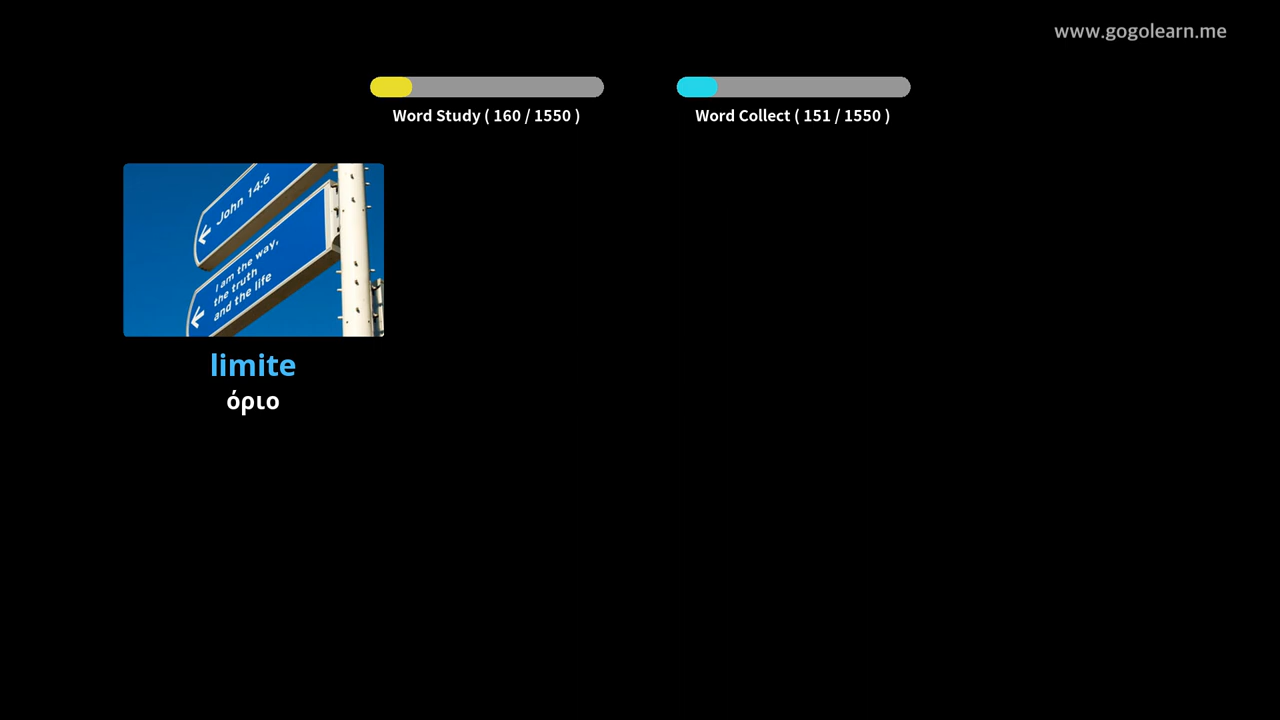 www.gogolearn.me
Word Study ( 160 / 1550 )
Word Collect ( 151 / 1550 )
John 14:6
I am the way,
the truth
and the life
limite
όριο